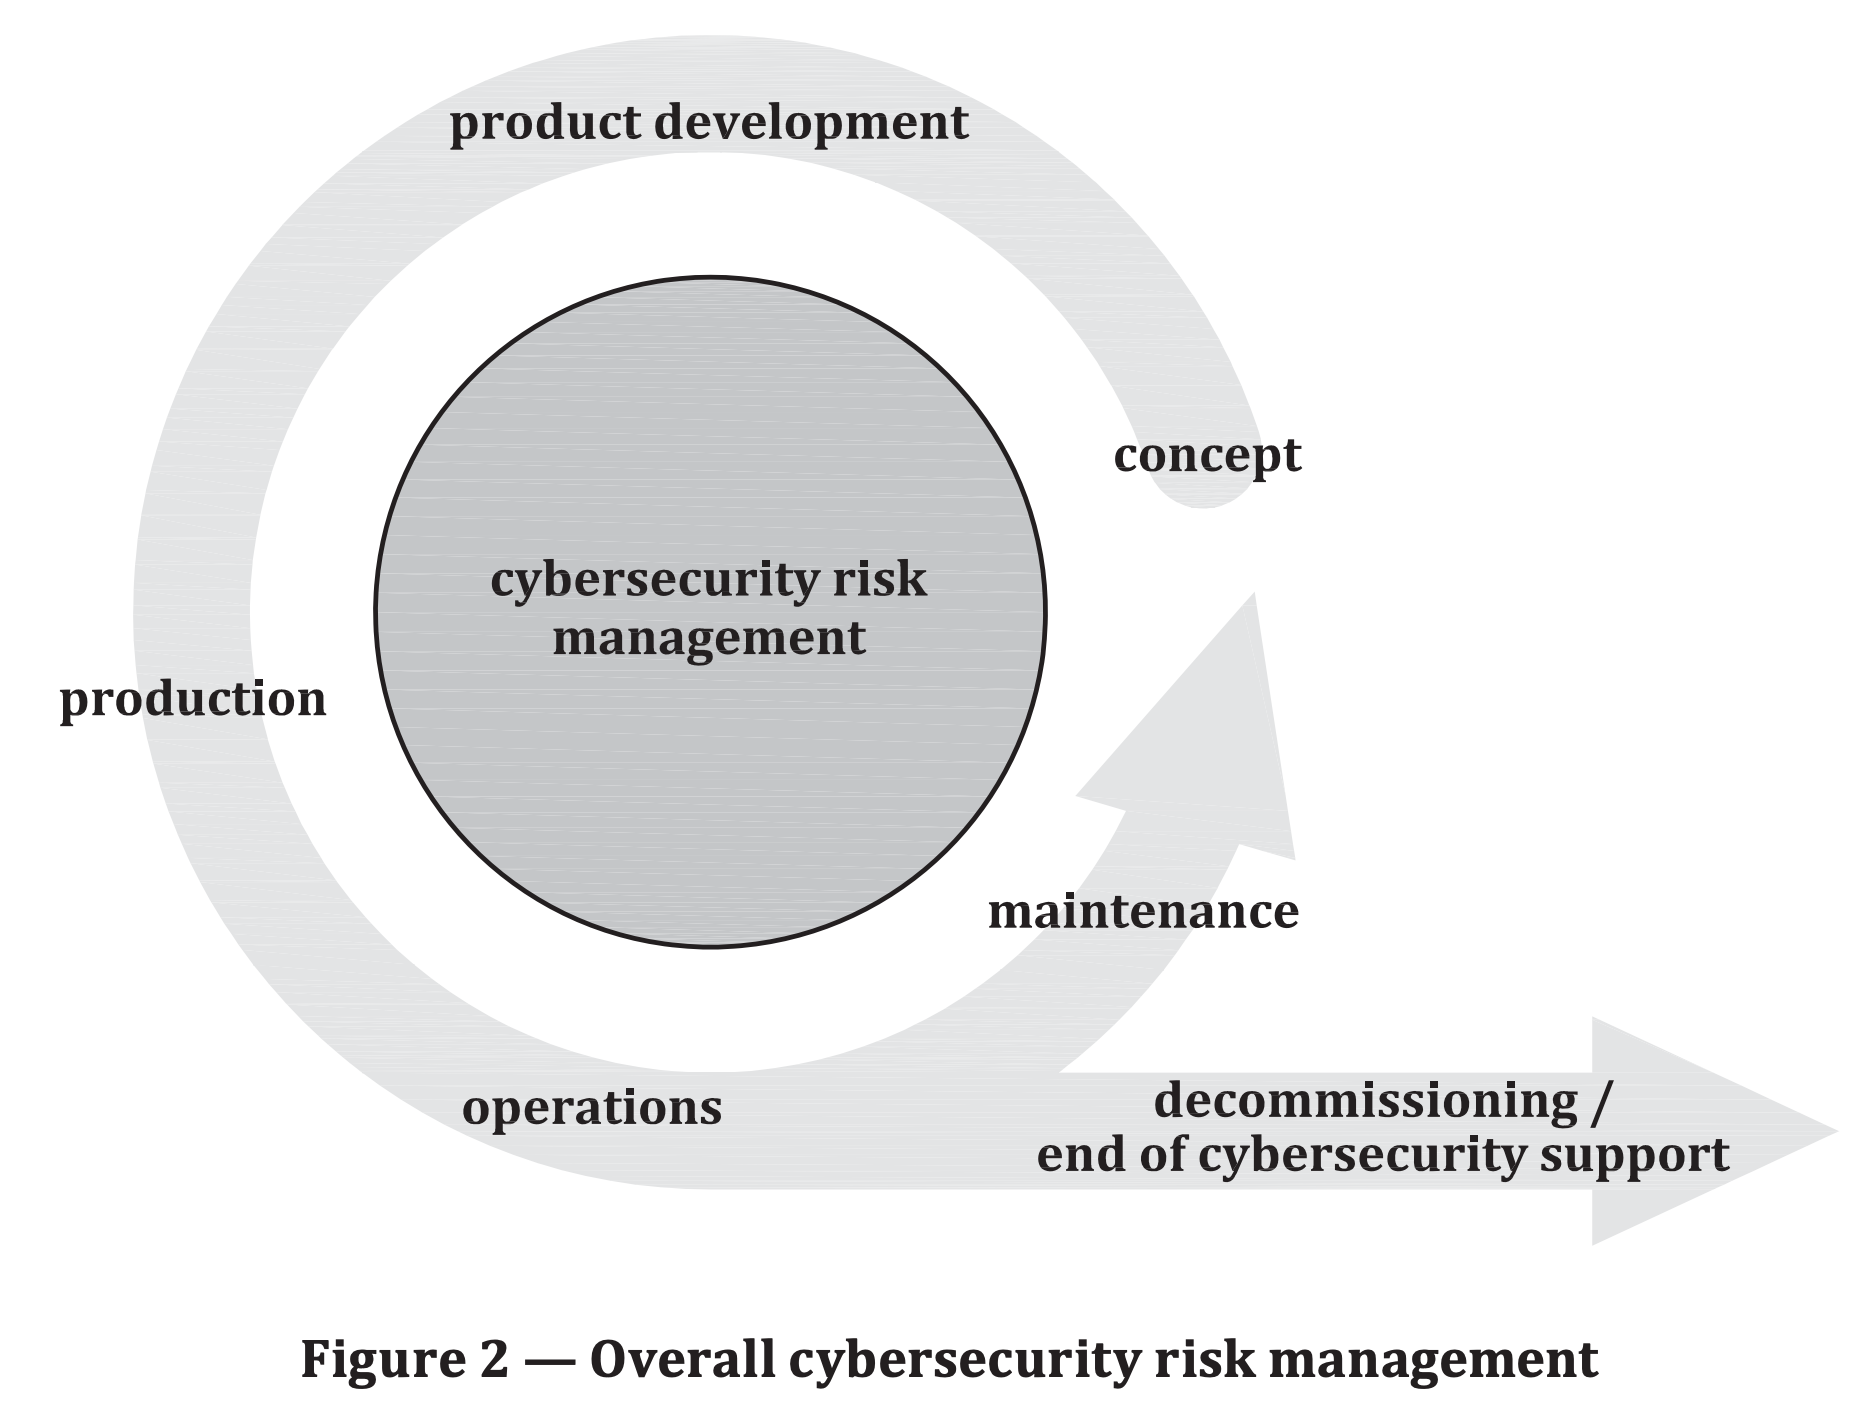 product development
concept
cybersecurity risk
management
production
maintenance
operations
decommissioning /
end of cybersecurity support
Figure 2 — Overall cybersecurity risk management